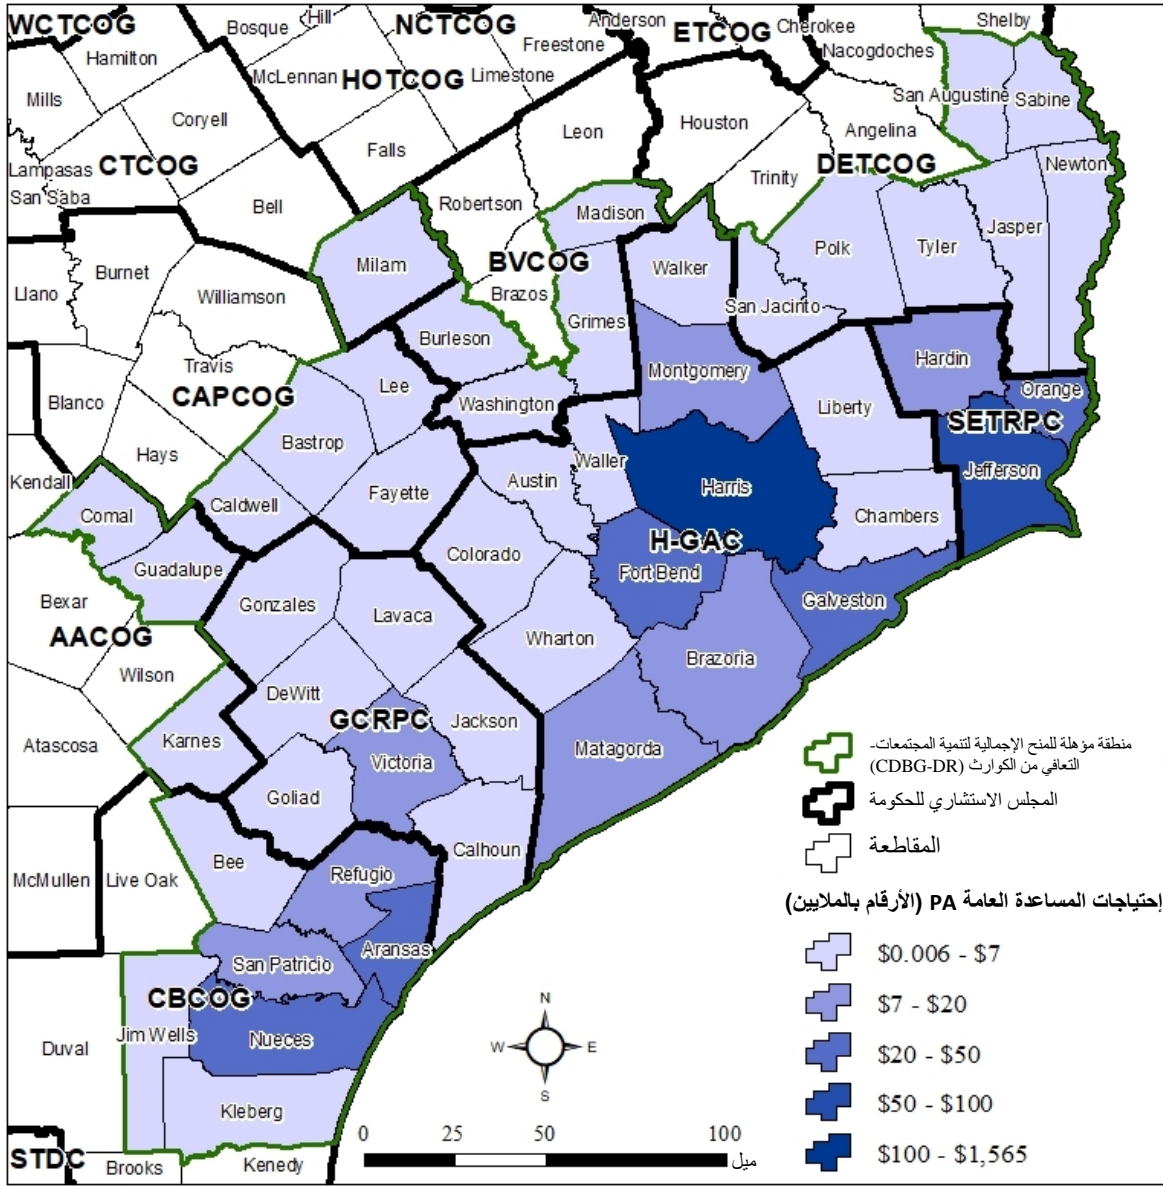 WCTCOG
Hill
Bosque
NCTCOG
Anderson
ETCOG
Cherokee
Shelby
Hamilton
Freestone
Nacogdoches
McLennan
HOTCOG
Limestone
Mills
San Augustine
Sabine
Coryell
Leon
Houston
Angelina
Falls
Lampasas
CTCOG
DETCOG
Newton
San Saba
Trinity
Bell
Robertson
Madison
Jasper
Polk
Tyler
Milam
BVCOG
Walker
Burnet
Llano
Williamson
Brazos
San Jacinto
Grimes
Burleson
Hardin
Travis
Montgomery
Lee
Orange
CAPCOG
Blanco
Washington
Liberty
SETRPC
Bastrop
Hays
Waller
Jefferson
Kendall
Austin
Harris
Fayette
Caldwell
Comal
Chambers
H-GAC
Colorado
Guadalupe
Fort Bend
Bexar
Gonzales
Galveston
Lavaca
AACOG
Wharton
Brazoria
Wilson
DeWitt
GCRPC
Jackson
Karnes
Atascosa
Matagorda
Victoria
Goliad
Calhoun
Bee
Refugio
McMullen
Live Oak
Aransas
San Patricio
CBCOG
Jim Wells
Nueces
Duval
Kleberg
STDC
Brooks
Kenedy
منطقة مؤهلة للمنح الإجمالية لتنمية المجتمعات-
التعافي من الكوارث (CDBG-DR)
المجلس الاستشاري للحكومة
المقاطعة
إحتياجات المساعدة العامة PA (الأرقام بالملايين)
$0.006 - $7
$7 - $20
$20 - $50
$50 - $100
$100 - $1,565
N
W
E
S
0
25
50
100
ميل